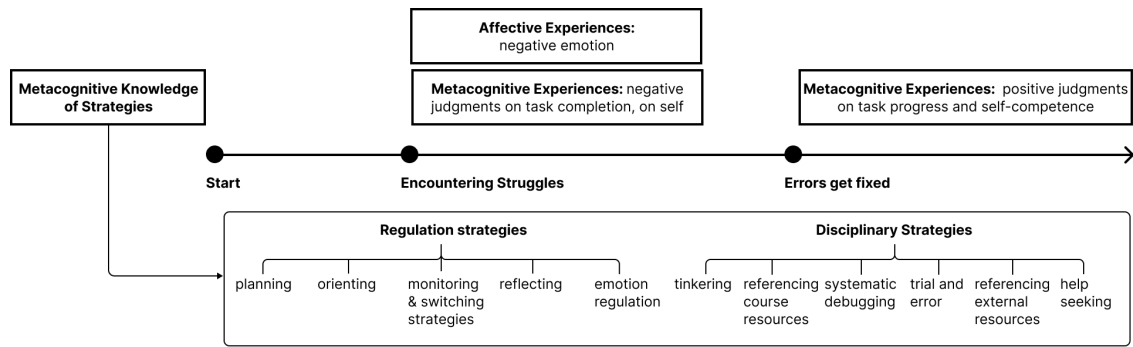 Affective Experiences:
negative emotion
Metacognitive Knowledge
of Strategies
Metacognitive Experiences: negative
judgments on task completion, on self
Metacognitive Experiences: positive judgments
on task progress and self-competence
Start
Encountering Struggles
Errors get fixed
Regulation strategies
Disciplinary Strategies
planning
orienting
monitoring
& switching
strategies
reflecting
emotion
regulation
tinkering
referencing
course
resources
systematic
debugging
trial and
error
referencing
external
resources
help
seeking